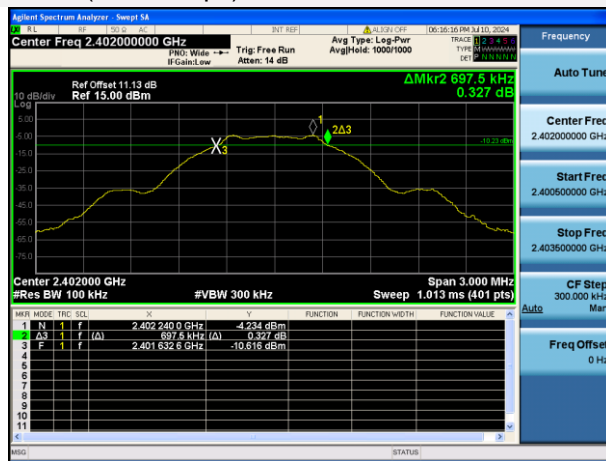 Agilent Spectrum Analyzer - Swept SA
RL RF 50 Ω AC INT REF ALIGN OFF 06:16:16 PM Jul 10, 2024
Center Freq 2.402000000 GHz
PNO: Wide
IFGain:Low
Trig: Free Run
Atten: 14 dB
Avg Type: Log-Pwr
Avg|Hold: 1000/1000
TRACE 1 2 3 4 5 6
TYPE M
DET P N N N N N
Frequency
Auto Tune
ΔMkr2 697.5 kHz
0.327 dB
Ref Offset 11.13 dB
10 dB/div Ref 15.00 dBm
Log
5.00
-5.00
-15.0
-25.0
-35.0
-45.0
-55.0
-65.0
-75.0
1
2Δ3
3
-10.23 dBm
Center Freq
2.402000000 GHz
Start Freq
2.400500000 GHz
Stop Freq
2.403500000 GHz
Center 2.402000 GHz Span 3.000 MHz
#Res BW 100 kHz #VBW 300 kHz Sweep 1.013 ms (401 pts)
CF Step
300.000 kHz
Auto Man
MKR MODE TRC SCL X Y FUNCTION FUNCTION WIDTH FUNCTION VALUE
1 N 1 f 2.402 240 0 GHz -4.234 dBm
2 Δ3 1 f (Δ) 697.5 kHz (Δ) 0.327 dB
3 F 1 f 2.401 632 6 GHz -10.616 dBm
4
5
6
7
8
9
10
11
Freq Offset
0 Hz
MSG STATUS